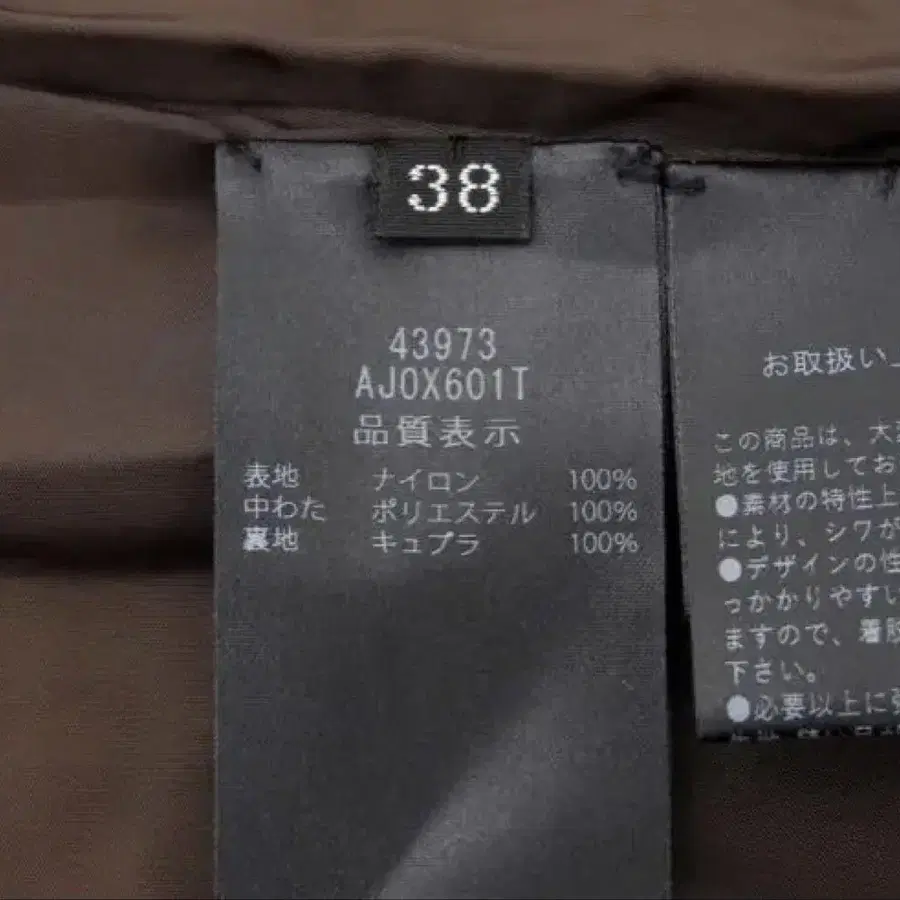 38
43973
AJ0X601T
品質表示
表地 ナイロン 100%
中わた ポリエステル 100%
裏地 キュプラ 100%
お取扱い上
この商品は、大変
地を使用してお
●素材の特性上
により、シワが
●デザインの性
っかかりやすい
ますので、着脱
下さい。
●必要以上に強